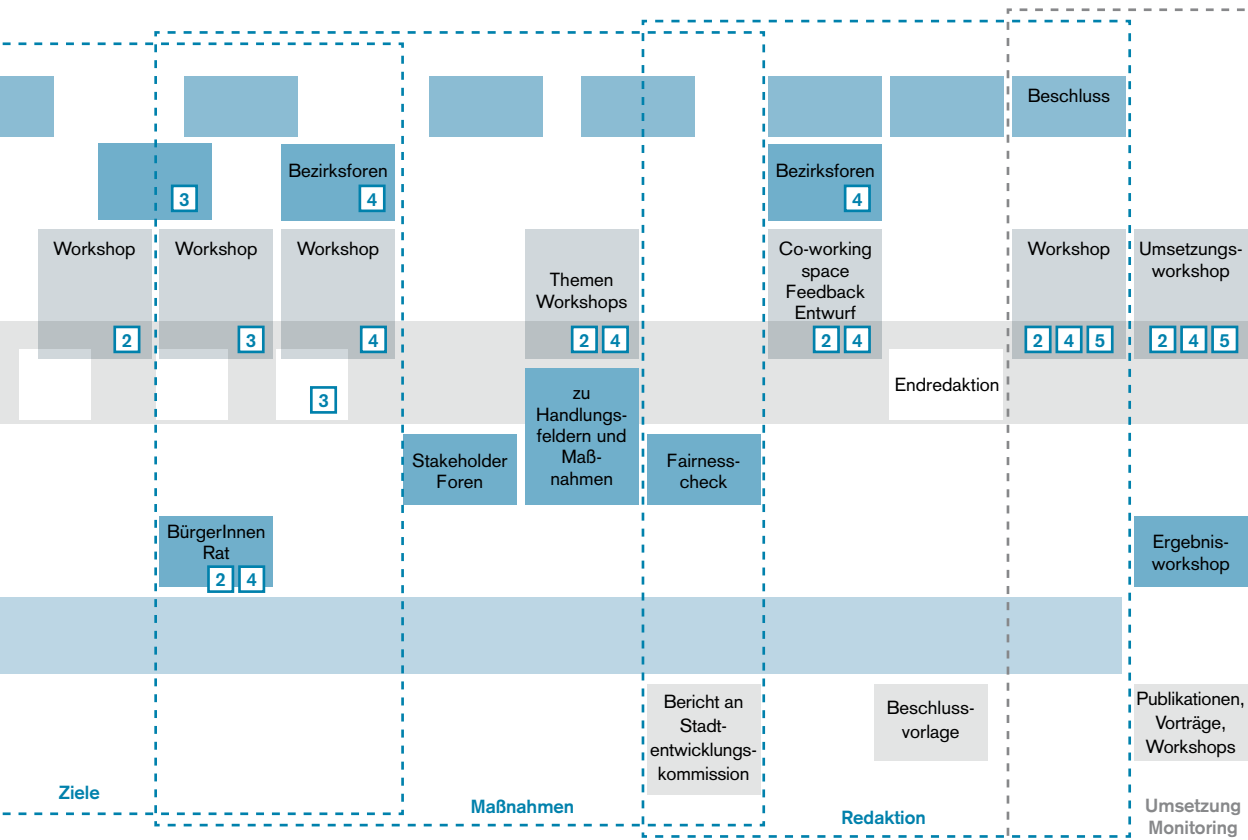 Beschluss
3
Bezirksforen
4
Bezirksforen
4
Workshop
2
Workshop
3
Workshop
4
Themen
Workshops
2 4
Co-working
space
Feedback
Entwurf
2 4
Workshop
2 4 5
Umsetzungs-
workshop
2 4 5
3
zu
Handlungs-
feldern und
Maß-
nahmen
Endredaktion
Stakeholder
Foren
Fairness-
check
BürgerInnen
Rat
2 4
Ergebnis-
workshop
Bericht an
Stadt-
entwicklungs-
kommission
Beschluss-
vorlage
Publikationen,
Vorträge,
Workshops
Ziele
Maßnahmen
Redaktion
Umsetzung
Monitoring